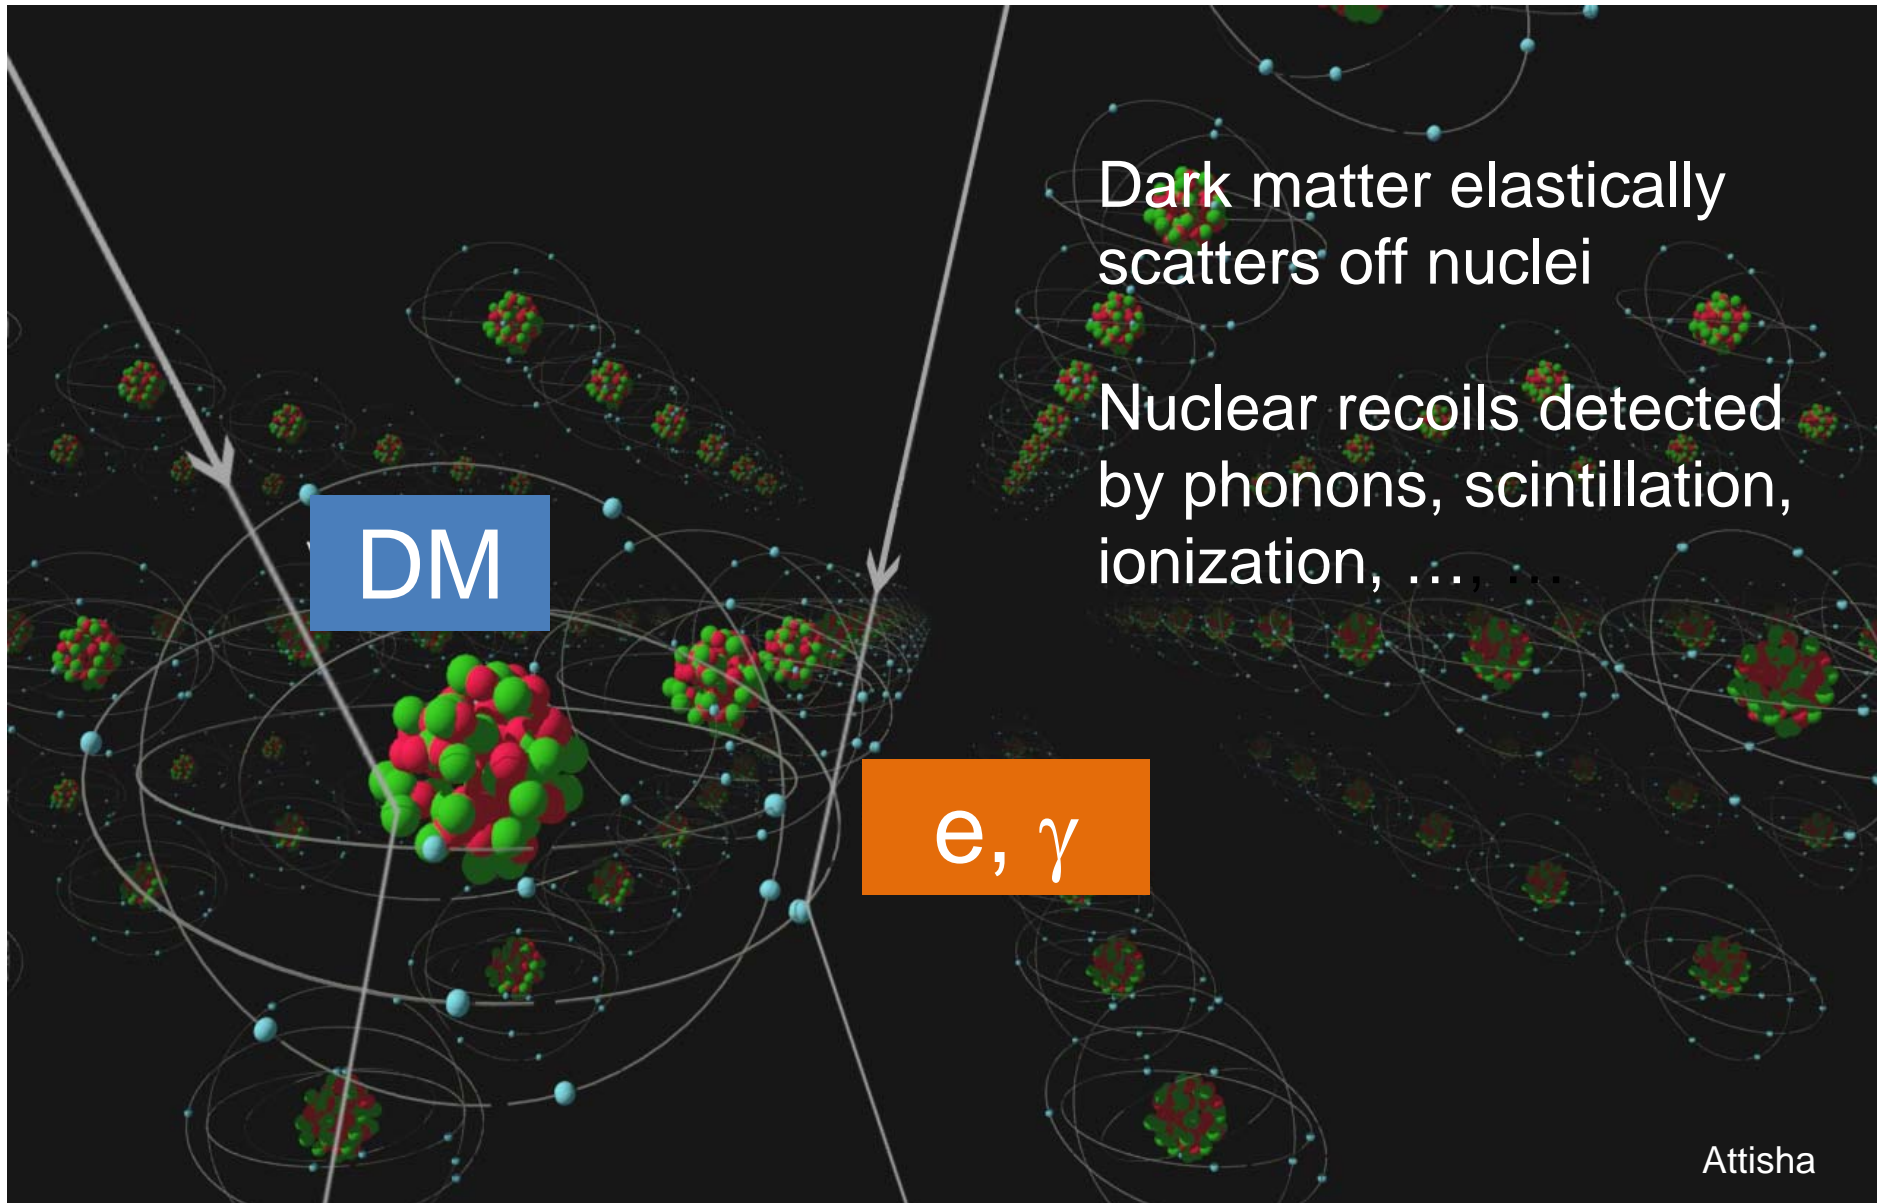 Dark matter elastically
scatters off nuclei
Nuclear recoils detected
by phonons, scintillation,
ionization, …, …
DM
e, γ
Attisha